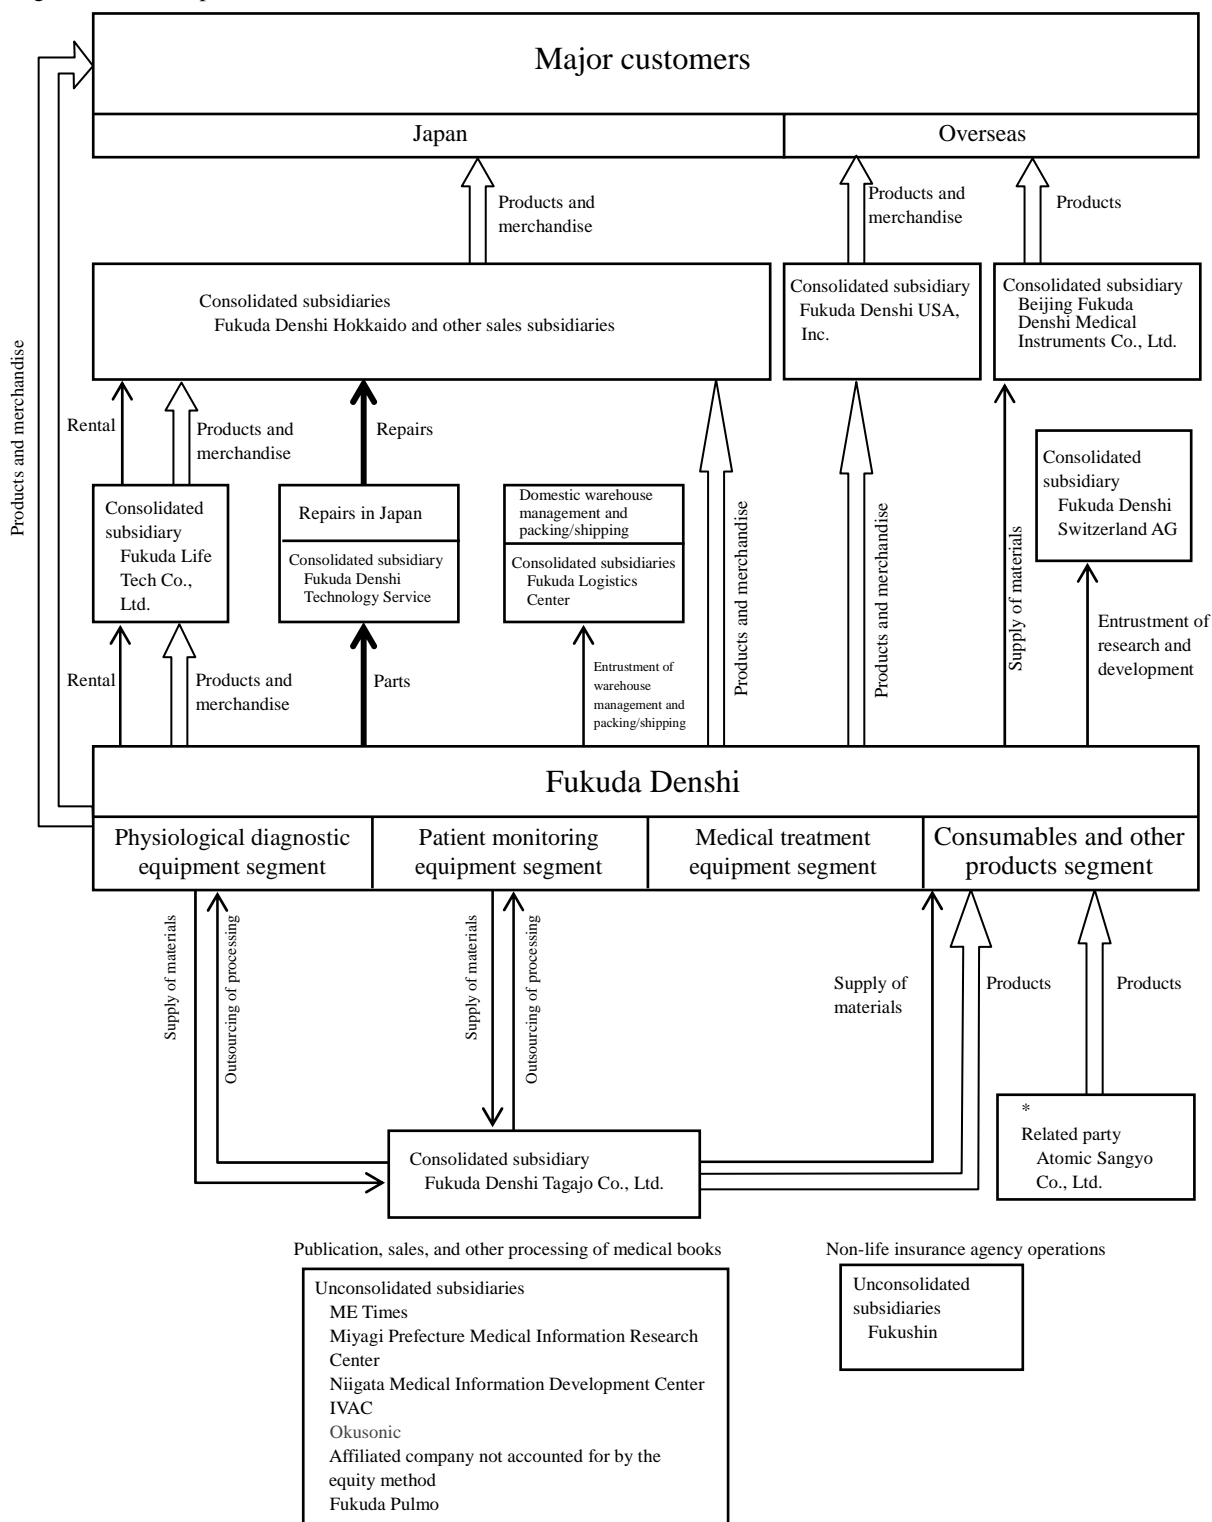 Major customers
Japan
Overseas
Products and
merchandise
Products and
merchandise
Products
Products and merchandise
Consolidated subsidiaries
Fukuda Denshi Hokkaido and other sales subsidiaries
Consolidated subsidiary
Fukuda Denshi USA,
Inc.
Consolidated subsidiary
Beijing Fukuda
Denshi Medical
Instruments Co., Ltd.
Rental
Products and
merchandise
Repairs
Consolidated
subsidiary
Fukuda Life
Tech Co.,
Ltd.
Repairs in Japan
Consolidated subsidiary
Fukuda Denshi
Technology Service
Domestic warehouse
management and
packing/shipping
Consolidated subsidiaries
Fukuda Logistics
Center
Products and merchandise
Products and merchandise
Supply of materials
Consolidated
subsidiary
Fukuda Denshi
Switzerland AG
Rental
Products and
merchandise
Parts
Entrustment of
warehouse
management and
packing/shipping
Entrustment of
research and
development
Fukuda Denshi
Physiological diagnostic
equipment segment
Patient monitoring
equipment segment
Medical treatment
equipment segment
Consumables and other
products segment
Supply of materials
Outsourcing of processing
Supply of materials
Outsourcing of processing
Supply of
materials
Products
Products
Consolidated subsidiary
Fukuda Denshi Tagajo Co., Ltd.
*
Related party
Atomic Sangyo
Co., Ltd.
Publication, sales, and other processing of medical books
Unconsolidated subsidiaries
ME Times
Miyagi Prefecture Medical Information Research
Center
Niigata Medical Information Development Center
IVAC
Okusonic
Affiliated company not accounted for by the
equity method
Fukuda Pulmo
Non-life insurance agency operations
Unconsolidated
subsidiaries
Fukushin